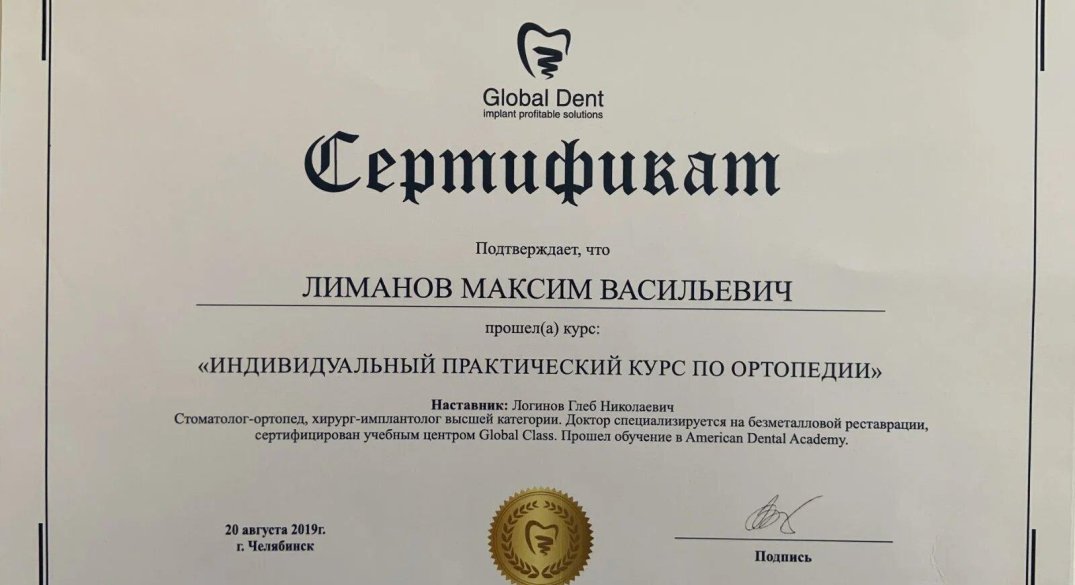 Global Dent
implant profitable solutions
Сертификат
Подтверждает, что
ЛИМАНОВ МАКСИМ ВАСИЛЬЕВИЧ
прошел(а) курс:
«ИНДИВИДУАЛЬНЫЙ ПРАКТИЧЕСКИЙ КУРС ПО ОРТОПЕДИИ»
Наставник: Логинов Глеб Николаевич
Стоматолог-ортопед, хирург-имплантолог высшей категории. Доктор специализируется на безметалловой реставрации,
сертифицирован учебным центром Global Class. Прошел обучение в American Dental Academy.
20 августа 2019г.
г. Челябинск
Подпись